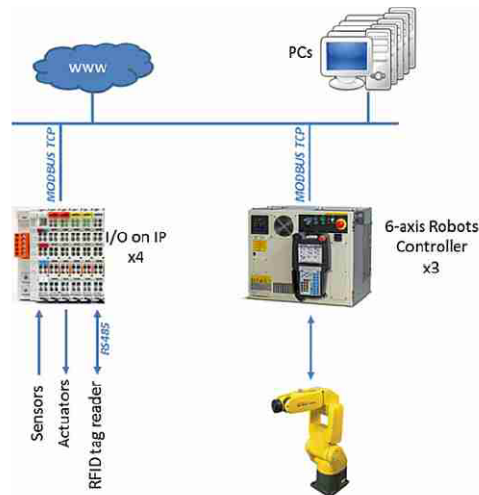 www
PCs
MODBUS TCP
MODBUS TCP
I/O on IP
x4
6-axis Robots
Controller
x3
RS485
Sensors
Actuators
RFID tag reader